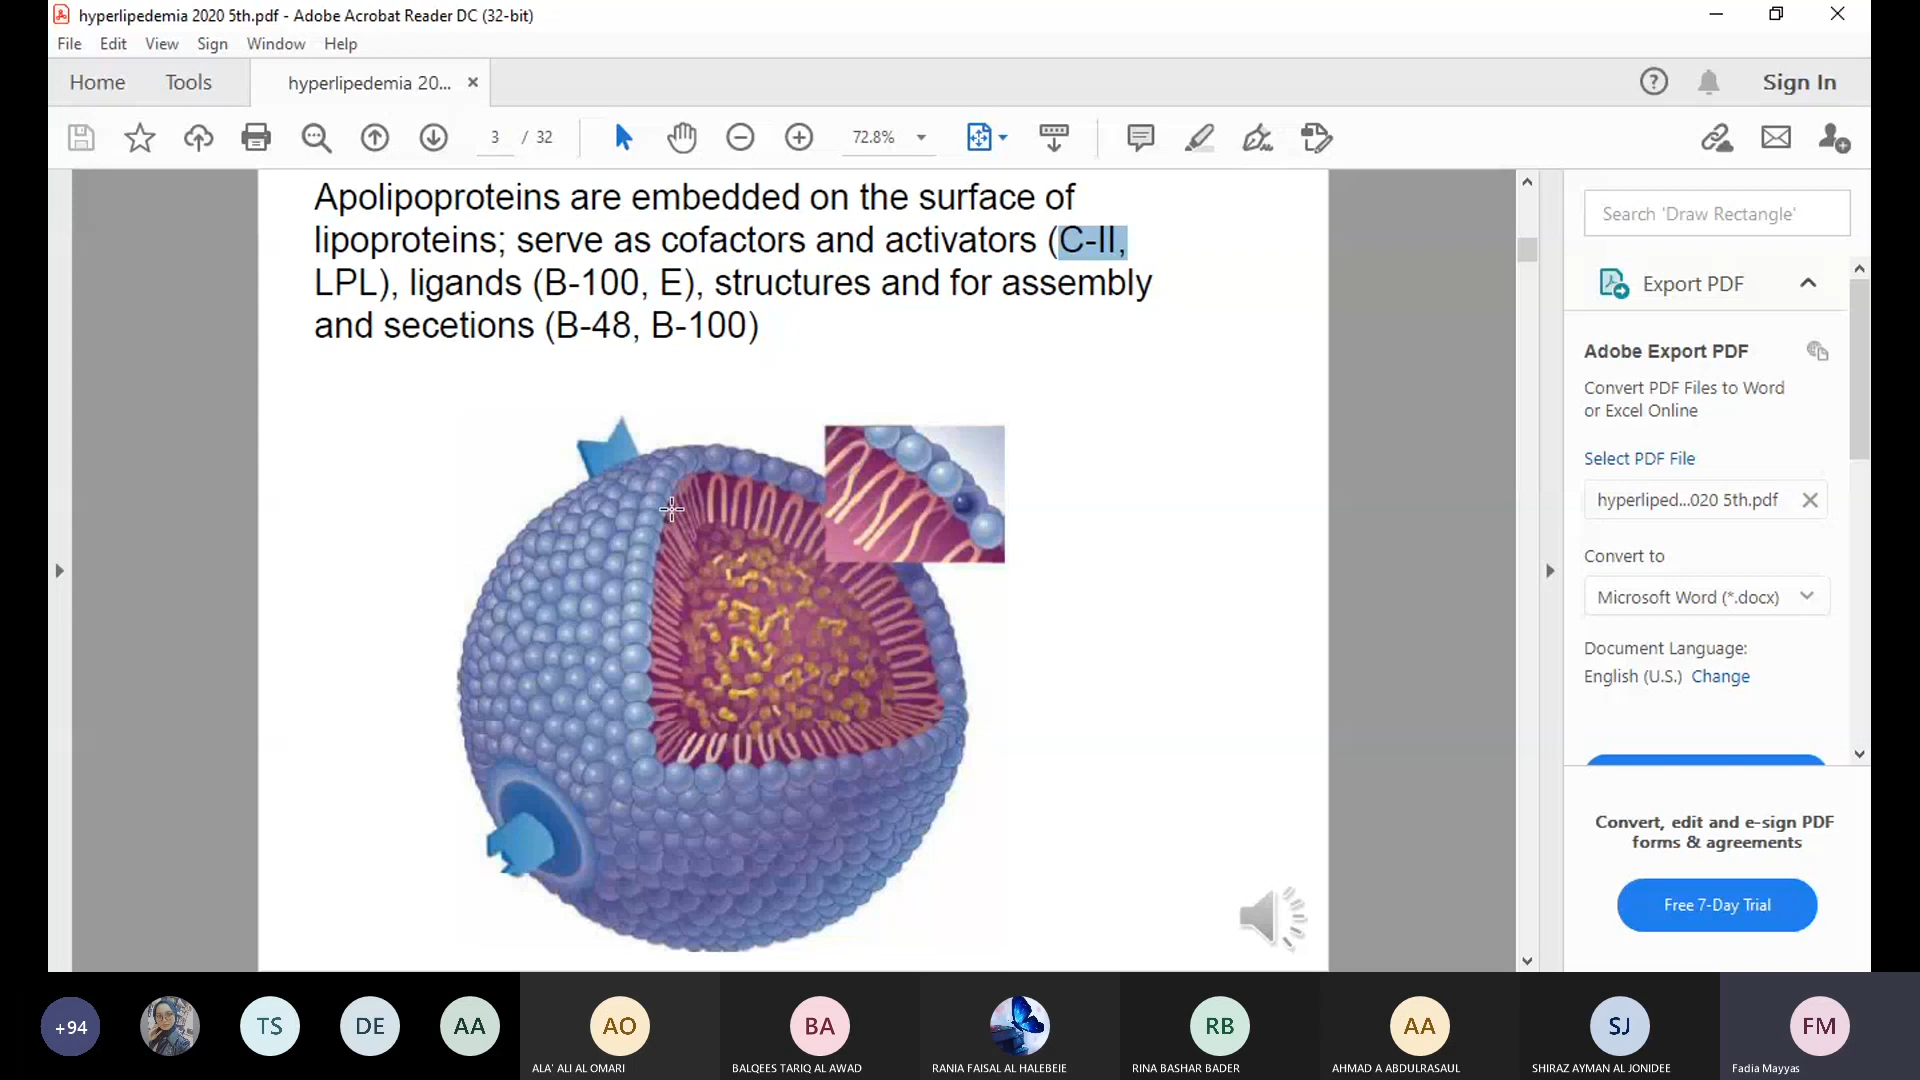 hyperlipedemia 2020 5th.pdf - Adobe Acrobat Reader DC (32-bit)
File Edit View Sign Window Help
Home Tools hyperlipedemia 20... Sign In
3 / 32 72.8%
Apolipoproteins are embedded on the surface of
lipoproteins; serve as cofactors and activators (C-II,
LPL), ligands (B-100, E), structures and for assembly
and secetions (B-48, B-100)
Search 'Draw Rectangle'
Export PDF
Adobe Export PDF
Convert PDF Files to Word
or Excel Online
Select PDF File
hyperliped...020 5th.pdf
Convert to
Microsoft Word (*.docx)
Document Language:
English (U.S.) Change
Convert, edit and e-sign PDF
forms & agreements
Free 7-Day Trial
+94 TS DE AA AO BA RB AA SJ FM
ALA' ALI AL OMARI BALQEES TARIQ AL AWAD RANIA FAISAL AL HALEBEIE RINA BASHAR BADER AHMAD A ABDULRASAUL SHIRAZ AYMAN AL JONIDEE Fadia Mayyas